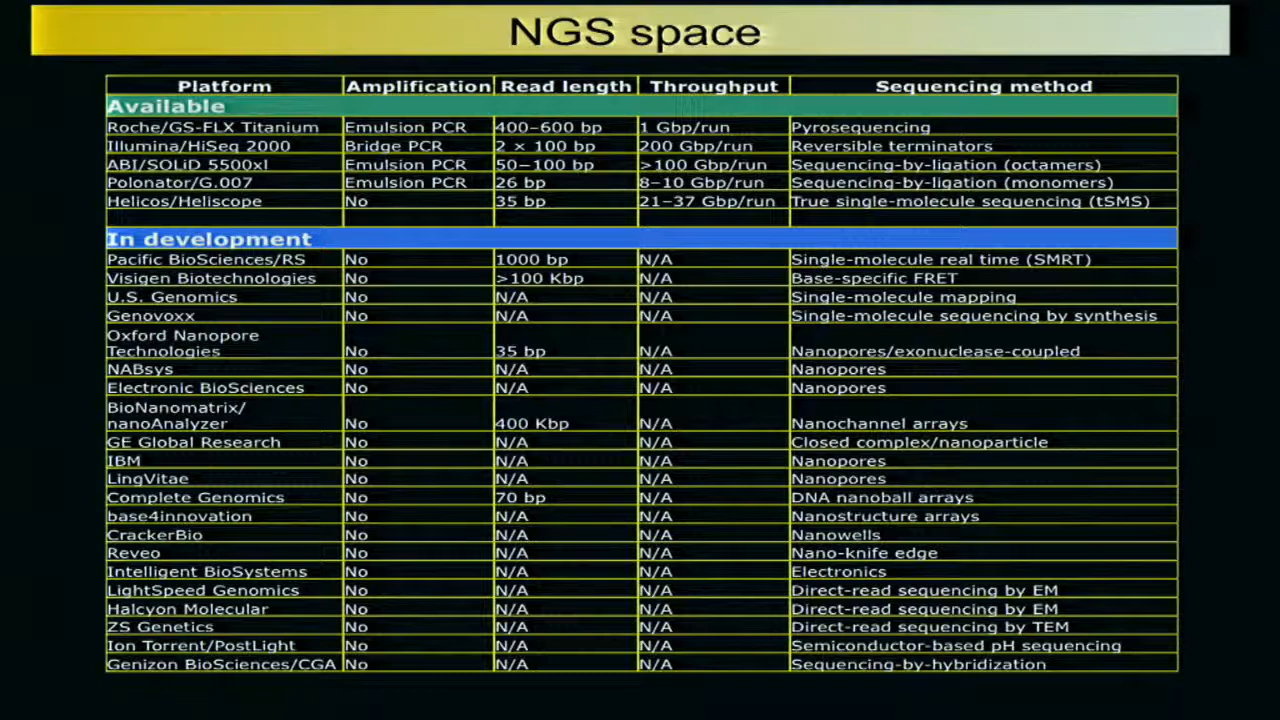 NGS space
Platform Amplification Read length Throughput Sequencing method
Available
Roche/GS-FLX Titanium Emulsion PCR 400–600 bp 1 Gbp/run Pyrosequencing
Illumina/HiSeq 2000 Bridge PCR 2 × 100 bp 200 Gbp/run Reversible terminators
ABI/SOLiD 5500xl Emulsion PCR 50–100 bp >100 Gbp/run Sequencing-by-ligation (octamers)
Polonator/G.007 Emulsion PCR 26 bp 8–10 Gbp/run Sequencing-by-ligation (monomers)
Helicos/Heliscope No 35 bp 21–37 Gbp/run True single-molecule sequencing (tSMS)
In development
Pacific BioSciences/RS No 1000 bp N/A Single-molecule real time (SMRT)
Visigen Biotechnologies No >100 Kbp N/A Base-specific FRET
U.S. Genomics No N/A N/A Single-molecule mapping
Genovoxx No N/A N/A Single-molecule sequencing by synthesis
Oxford Nanopore
Technologies No 35 bp N/A Nanopores/exonuclease-coupled
NABsys No N/A N/A Nanopores
Electronic BioSciences No N/A N/A Nanopores
BioNanomatrix/
nanoAnalyzer No 400 Kbp N/A Nanochannel arrays
GE Global Research No N/A N/A Closed complex/nanoparticle
IBM No N/A N/A Nanopores
LingVitae No N/A N/A Nanopores
Complete Genomics No 70 bp N/A DNA nanoball arrays
base4innovation No N/A N/A Nanostructure arrays
CrackerBio No N/A N/A Nanowells
Reveo No N/A N/A Nano-knife edge
Intelligent BioSystems No N/A N/A Electronics
LightSpeed Genomics No N/A N/A Direct-read sequencing by EM
Halcyon Molecular No N/A N/A Direct-read sequencing by EM
ZS Genetics No N/A N/A Direct-read sequencing by TEM
Ion Torrent/PostLight No N/A N/A Semiconductor-based pH sequencing
Genizon BioSciences/CGA No N/A N/A Sequencing-by-hybridization